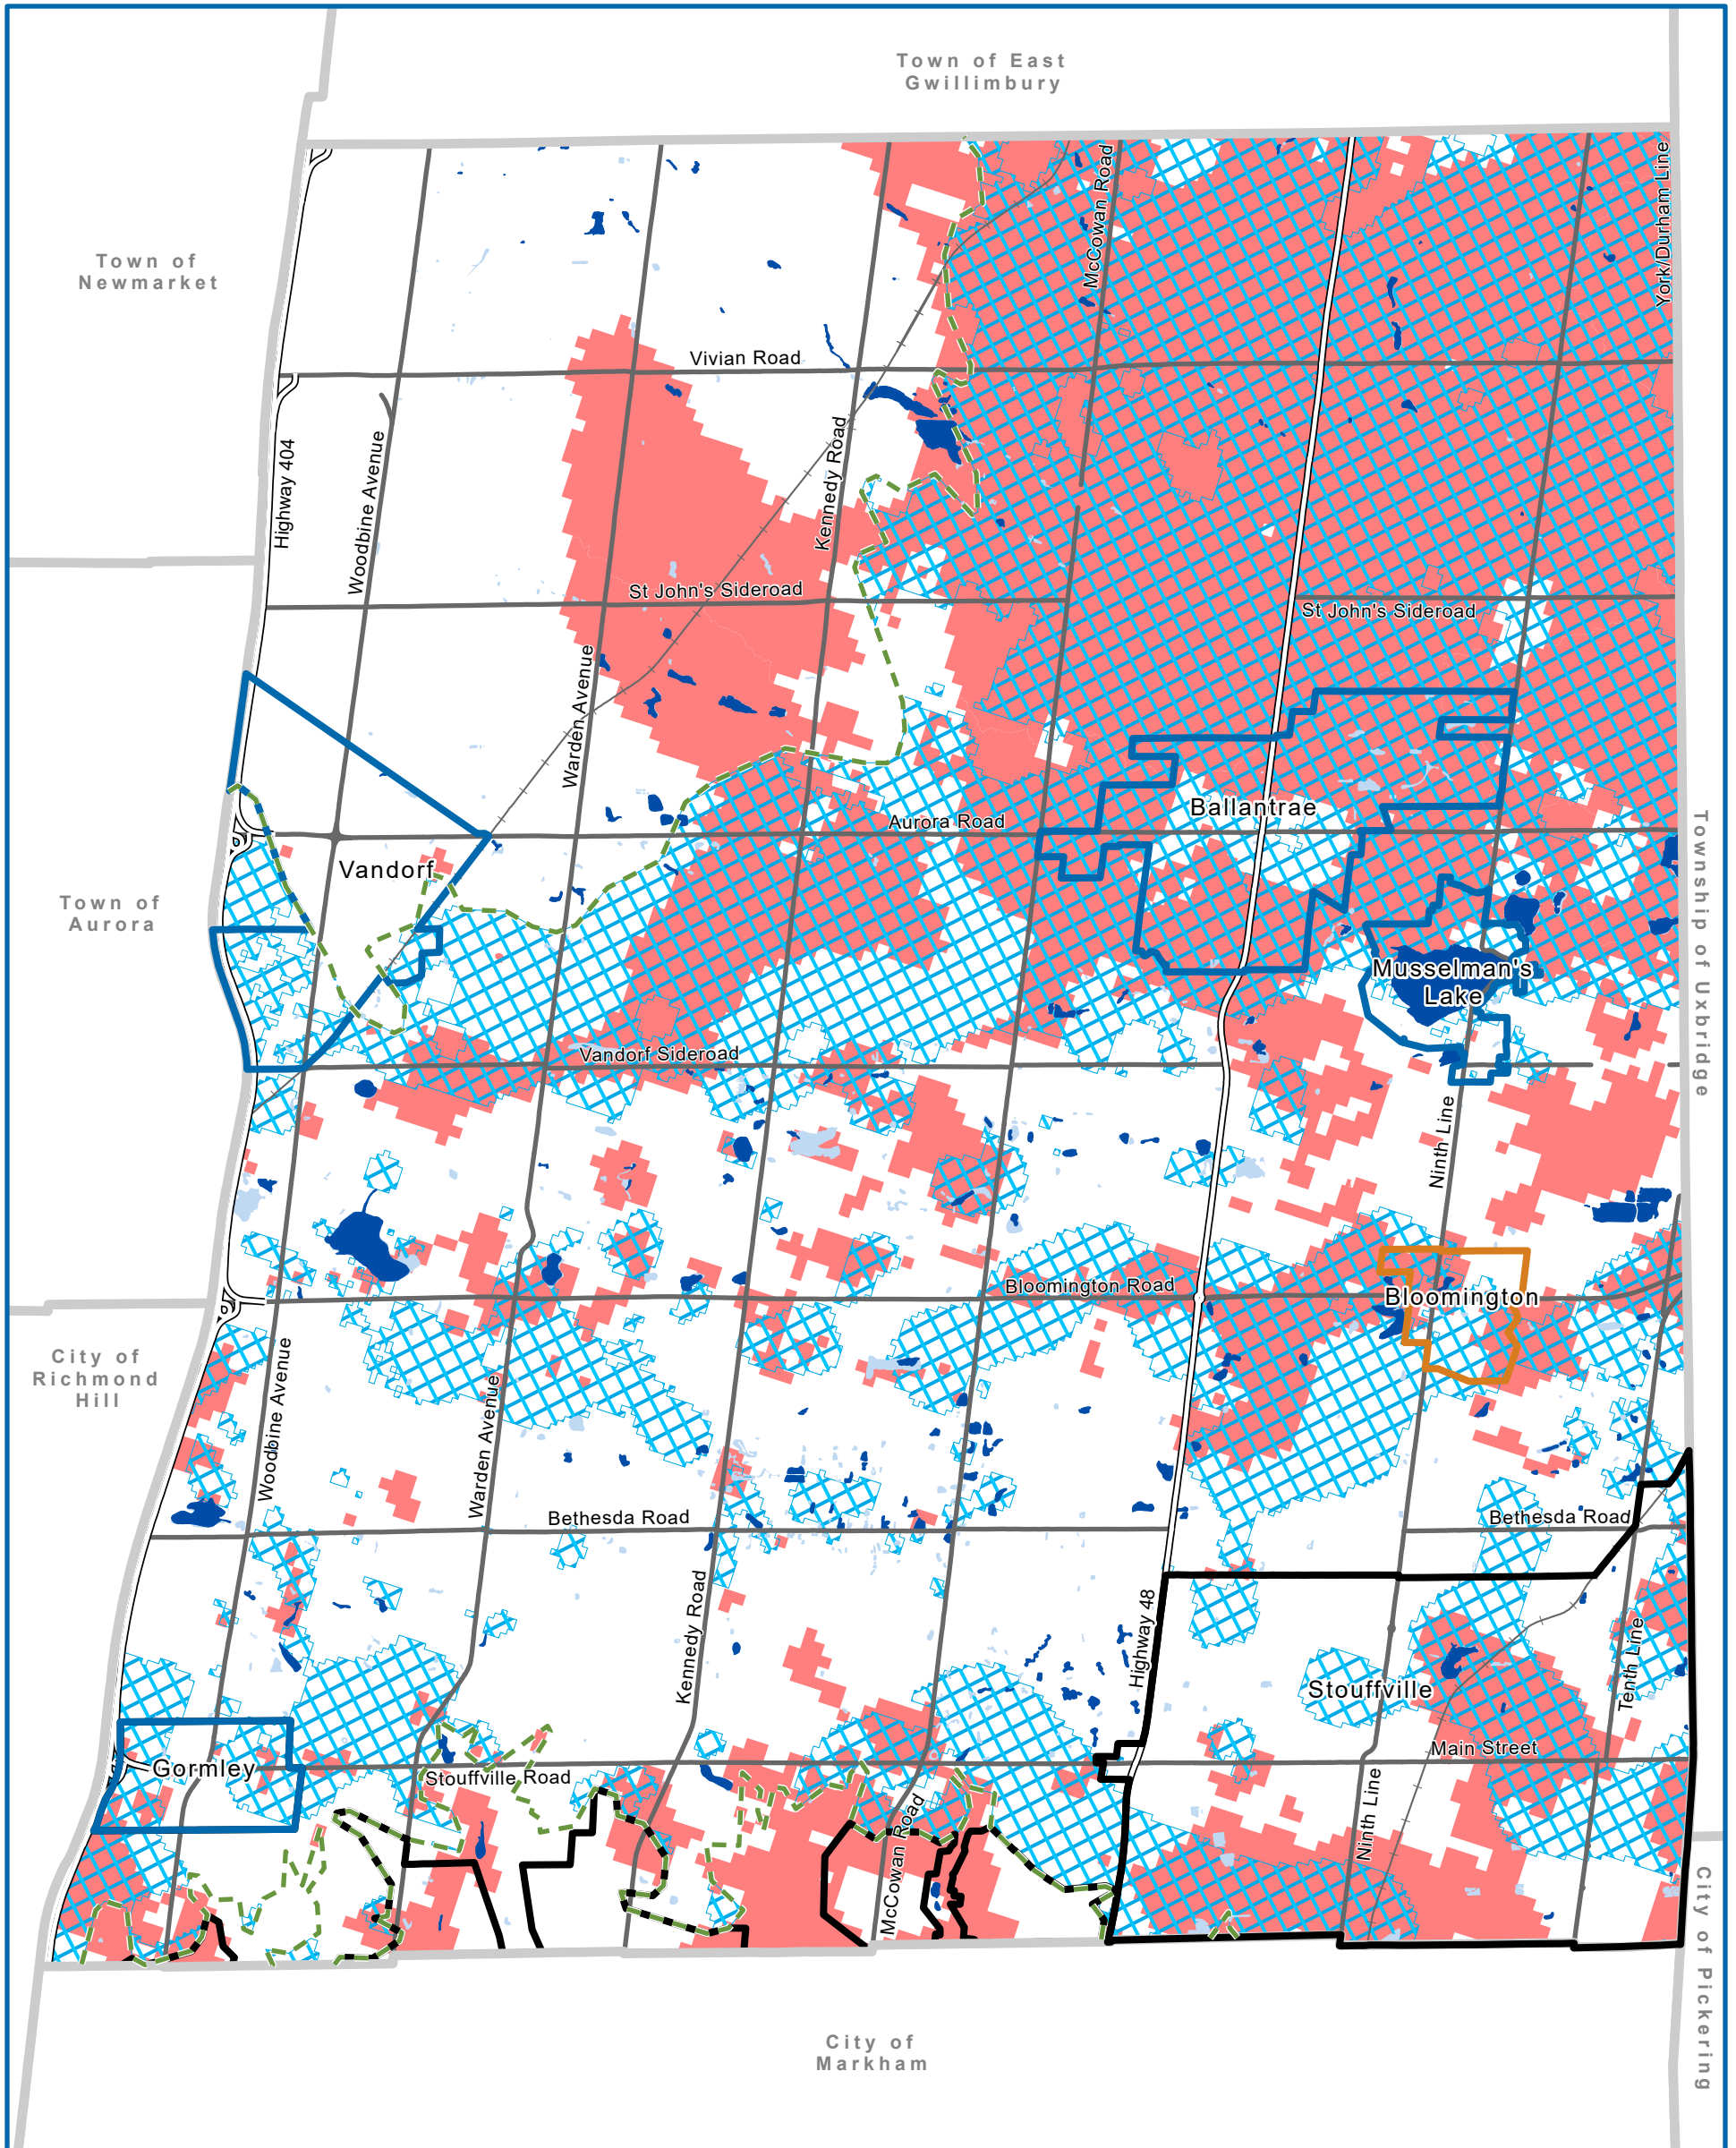 Town of East
Gwillimbury
McCowan Road
York/Durham Line
Town of
Newmarket
Vivian Road
Highway 404
Woodbine Avenue
Kennedy Road
St John's Sideroad
St John's Sideroad
Warden Avenue
Ballantrae
Aurora Road
Vandorf
Town of
Aurora
Township of Uxbridge
Musselman's
Lake
Vandorf Sideroad
Ninth Line
Bloomington Road
Bloomington
City of
Richmond
Hill
Woodbine Avenue
Warden Avenue
Bethesda Road
Bethesda Road
Kennedy Road
Highway 48
Tenth Line
Stouffville
Main Street
Gormley
Stouffville Road
Ninth Line
McCowan Road
City of Pickering
City of
Markham